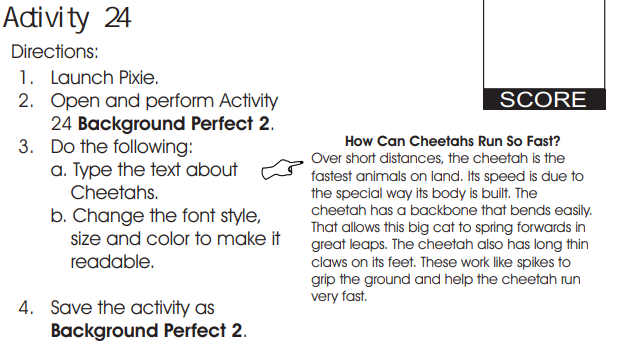 Activity 24
Directions:
1. Launch Pixie.
2. Open and perform Activity
24 Background Perfect 2.
3. Do the following:
a. Type the text about
Cheetahs.
b. Change the font style,
size and color to make it
readable.
4. Save the activity as
Background Perfect 2.
SCORE
How Can Cheetahs Run So Fast?
Over short distances, the cheetah is the
fastest animals on land. Its speed is due to
the special way its body is built. The
cheetah has a backbone that bends easily.
That allows this big cat to spring forwards in
great leaps. The cheetah also has long thin
claws on its feet. These work like spikes to
grip the ground and help the cheetah run
very fast.